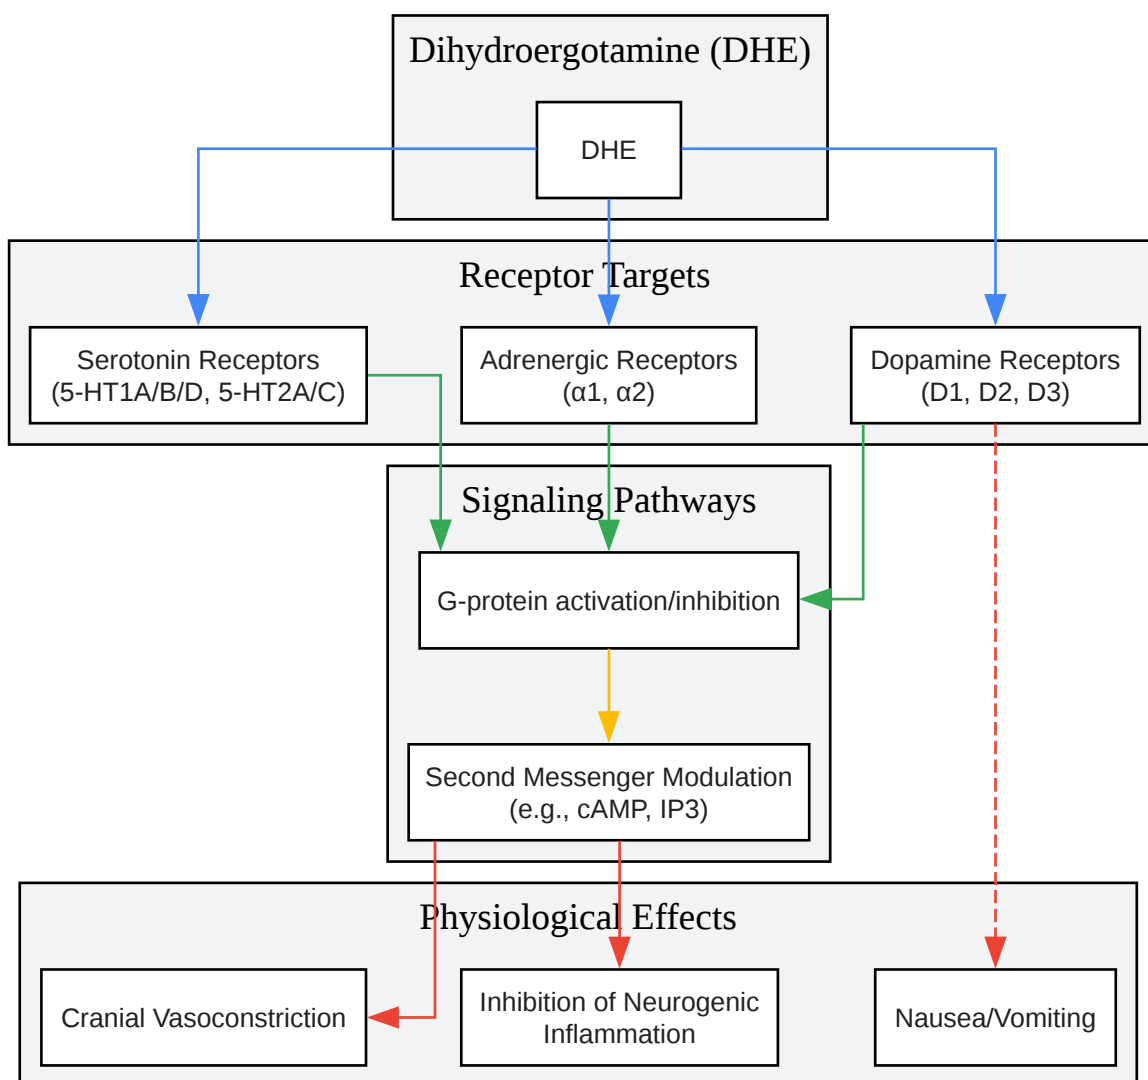 Dihydroergotamine (DHE)
DHE
Receptor Targets
Serotonin Receptors
(5-HT1A/B/D, 5-HT2A/C)
Adrenergic Receptors
(α1, α2)
Dopamine Receptors
(D1, D2, D3)
Signaling Pathways
G-protein activation/inhibition
Second Messenger Modulation
(e.g., cAMP, IP3)
Physiological Effects
Cranial Vasoconstriction
Inhibition of Neurogenic
Inflammation
Nausea/Vomiting